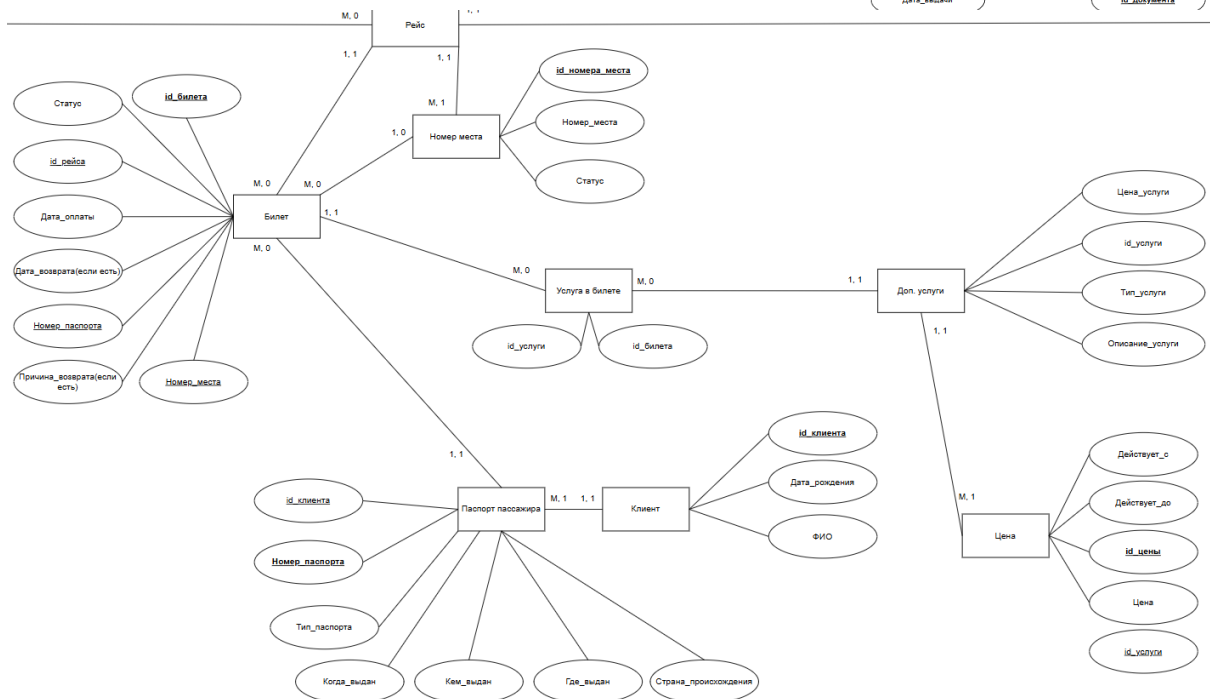 М, 0
Рейс
1, 1
Дата_выдачи
id_документа
1, 1
1, 1
id_номера_места
Статус
id_билета
М, 1
Номер_места
1, 0
Номер места
id_рейса
Статус
М, 0
М, 0
Цена_услуги
Дата_оплаты
Билет
1, 1
id_услуги
М, 0
Дата_возврата(если есть)
М, 0
М, 0
1, 1
Услуга в билете
Доп. услуги
Тип_услуги
Номер_паспорта
1, 1
Описание_услуги
id_услуги
id_билета
Причина_возврата(если
есть)
Номер_места
id_клиента
1, 1
Действует_с
id_клиента
Дата_рождения
М, 1
Действует_до
М, 1
1, 1
Паспорт пассажира
Клиент
ФИО
Цена
id_цены
Номер_паспорта
Цена
Тип_паспорта
id_услуги
Когда_выдан
Кем_выдан
Где_выдан
Страна_происхождения